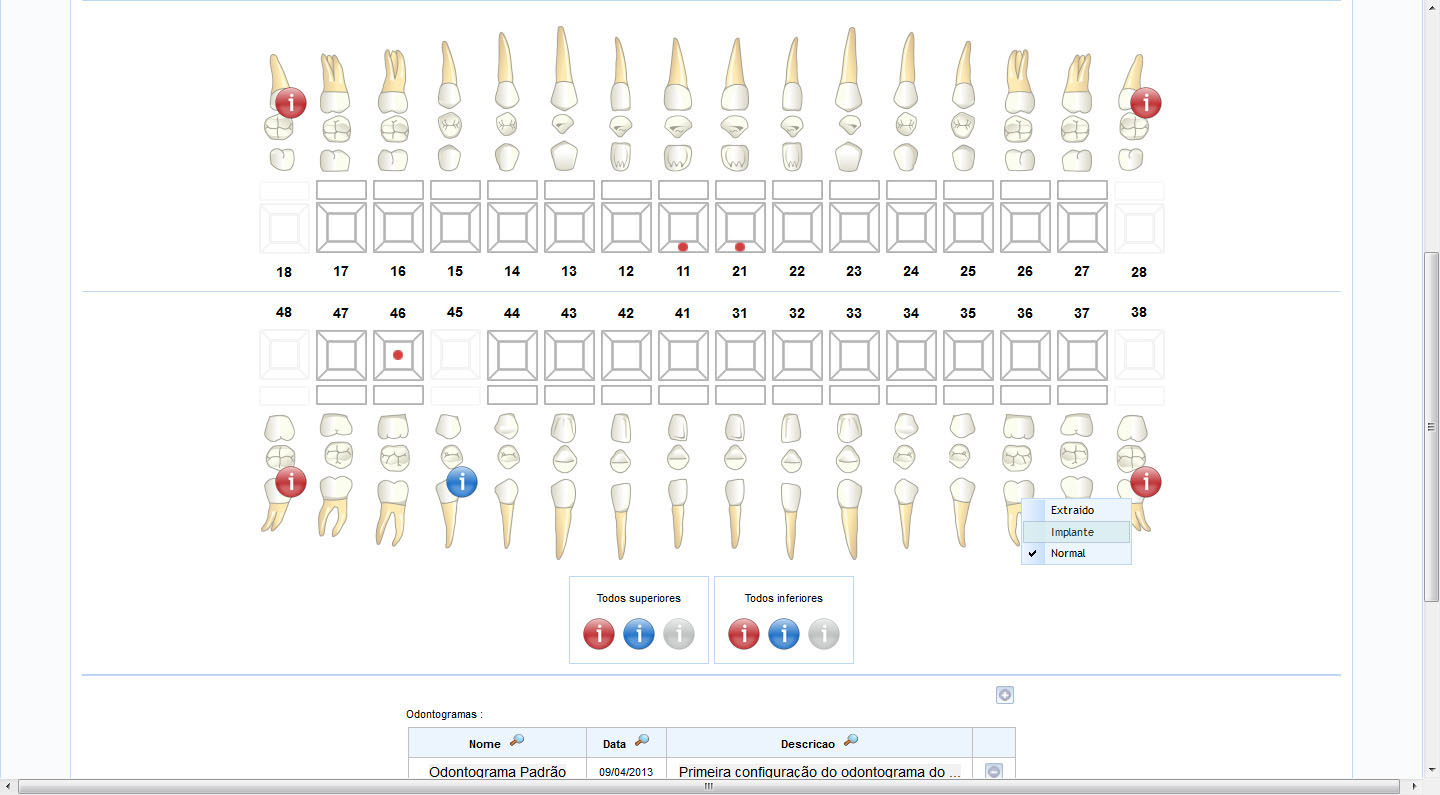 18 17 16 15 14 13 12 11 21 22 23 24 25 26 27 28
48 47 46 45 44 43 42 41 31 32 33 34 35 36 37 38
Extraido
Implante
Normal
Todos superiores Todos inferiores
Odontogramas :
Nome Data Descricao
Odontograma Padrão 09/04/2013 Primeira configuração do odontograma do ...